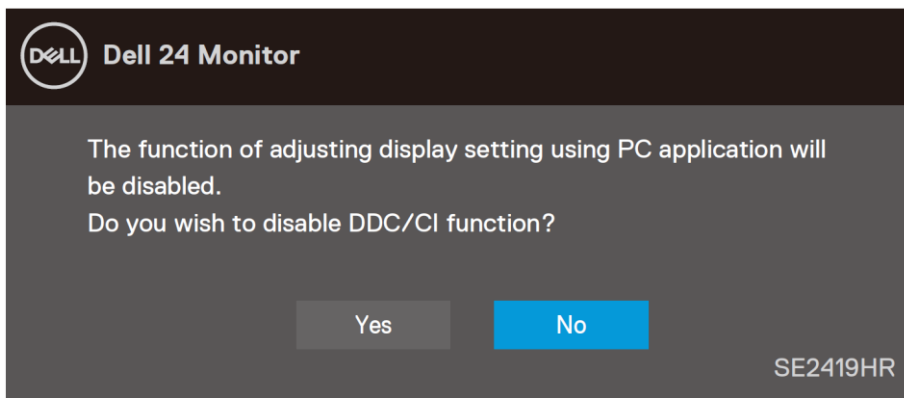 DELL Dell 24 Monitor
The function of adjusting display setting using PC application will
be disabled.
Do you wish to disable DDC/CI function?
Yes No
SE2419HR